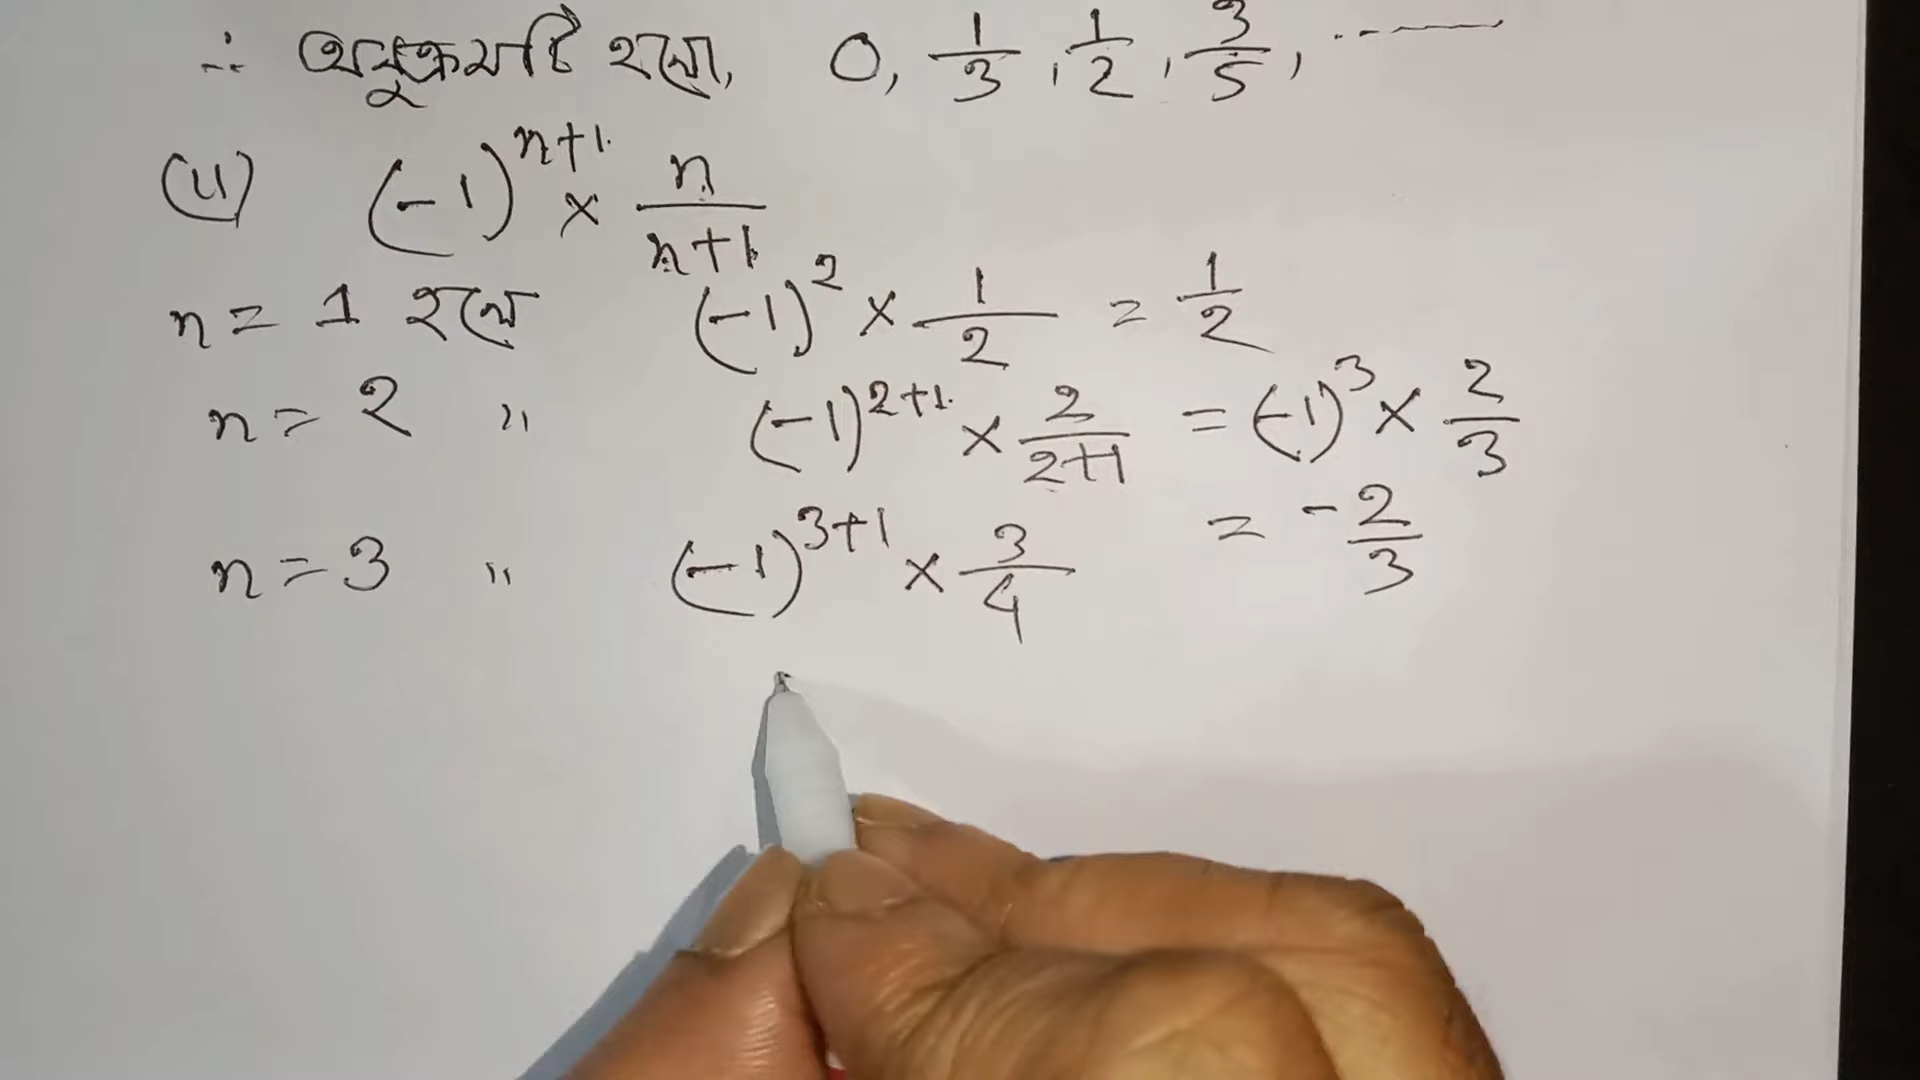 ∴ অনুক্রমটি হলো, 0, 1/3, 1/2, 3/5, ........
(ii) (-1)^{n+1} × n/(n+1)
n = 1 হলে (-1)^2 × 1/2 = 1/2
n = 2 " (-1)^{2+1} × 2/(2+1) = (-1)^3 × 2/3
= -2/3
n = 3 " (-1)^{3+1} × 3/4